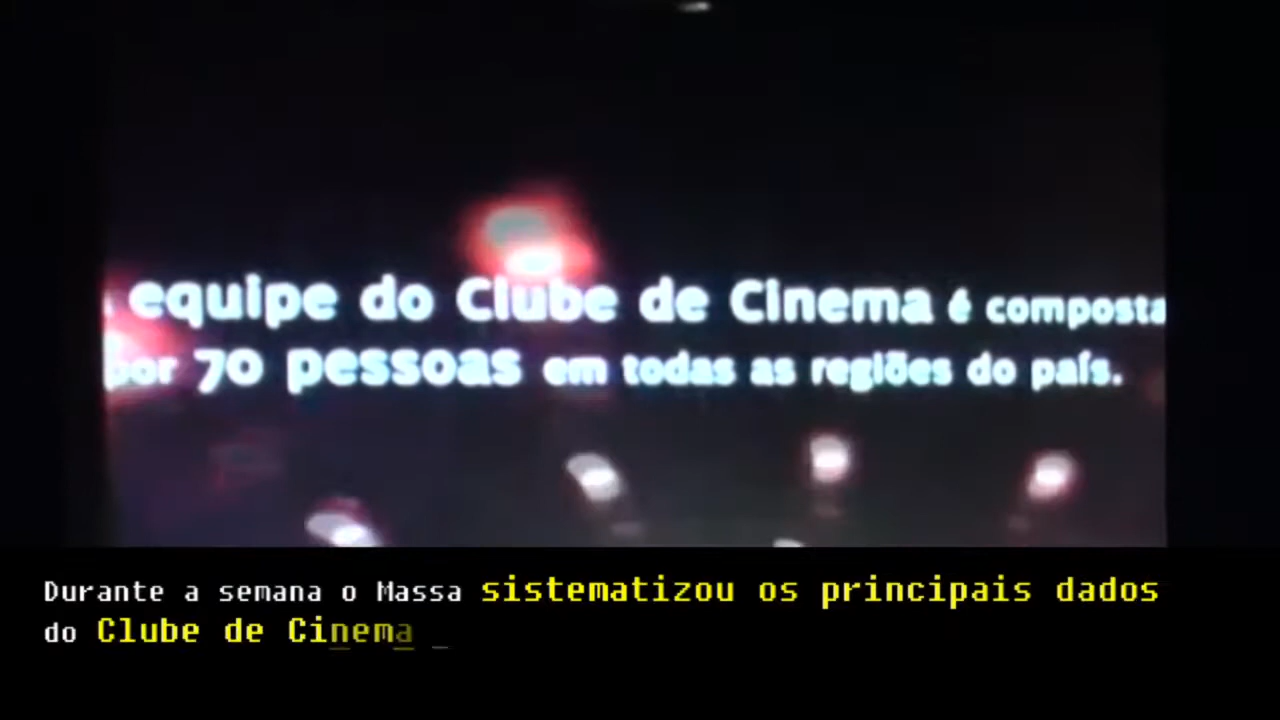 equipe do Clube de Cinema é composta
por 70 pessoas em todas as regiões do país.
Durante a semana o Massa sistematizou os principais dados
do Clube de Cinema _